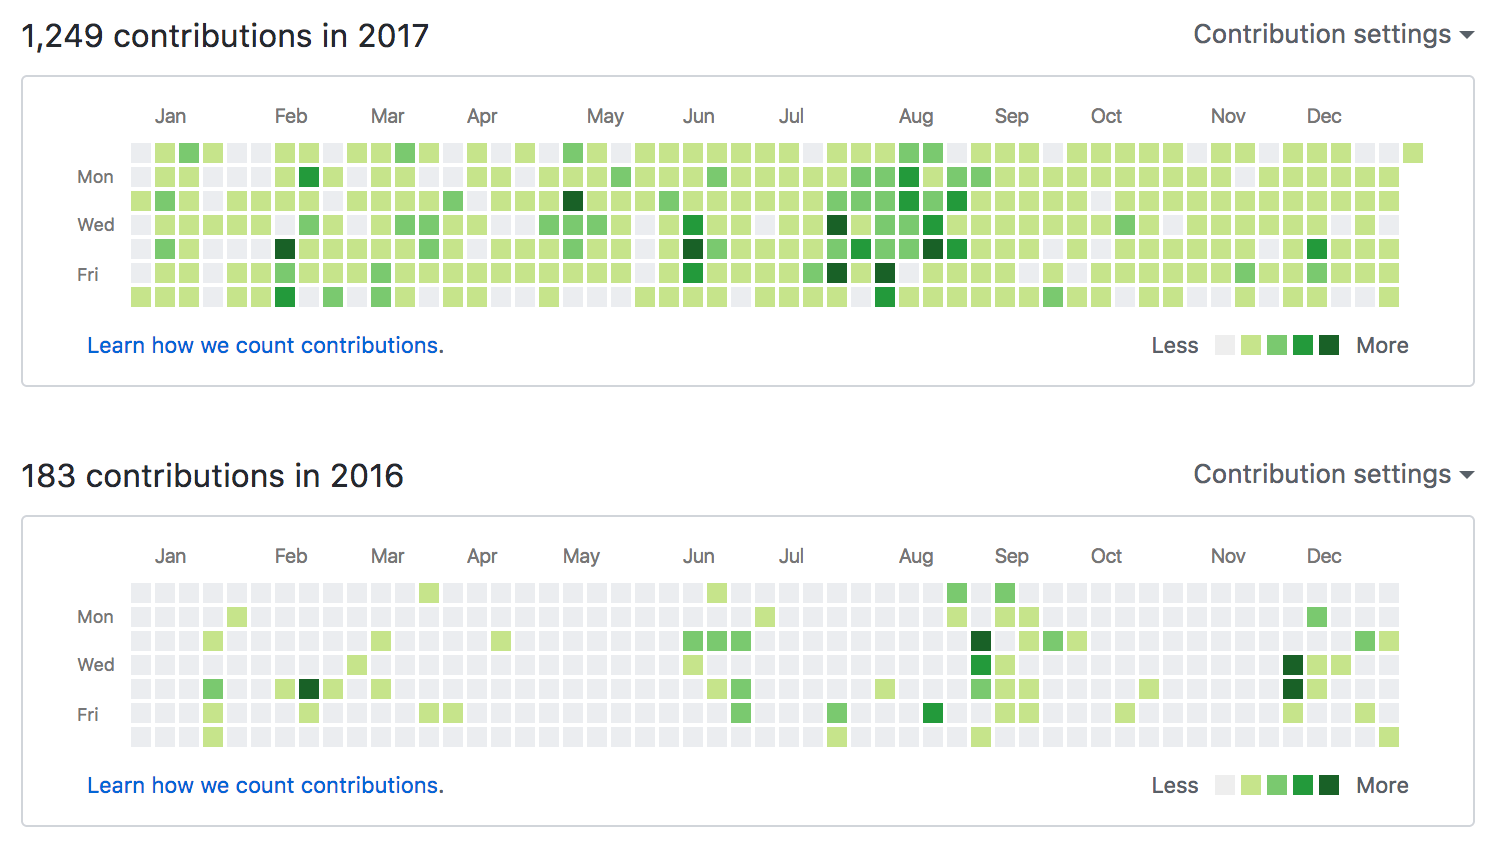 1,249 contributions in 2017
Contribution settings
Jan Feb Mar Apr May Jun Jul Aug Sep Oct Nov Dec
Mon
Wed
Fri
Learn how we count contributions.
Less More
183 contributions in 2016
Contribution settings
Jan Feb Mar Apr May Jun Jul Aug Sep Oct Nov Dec
Mon
Wed
Fri
Learn how we count contributions.
Less More